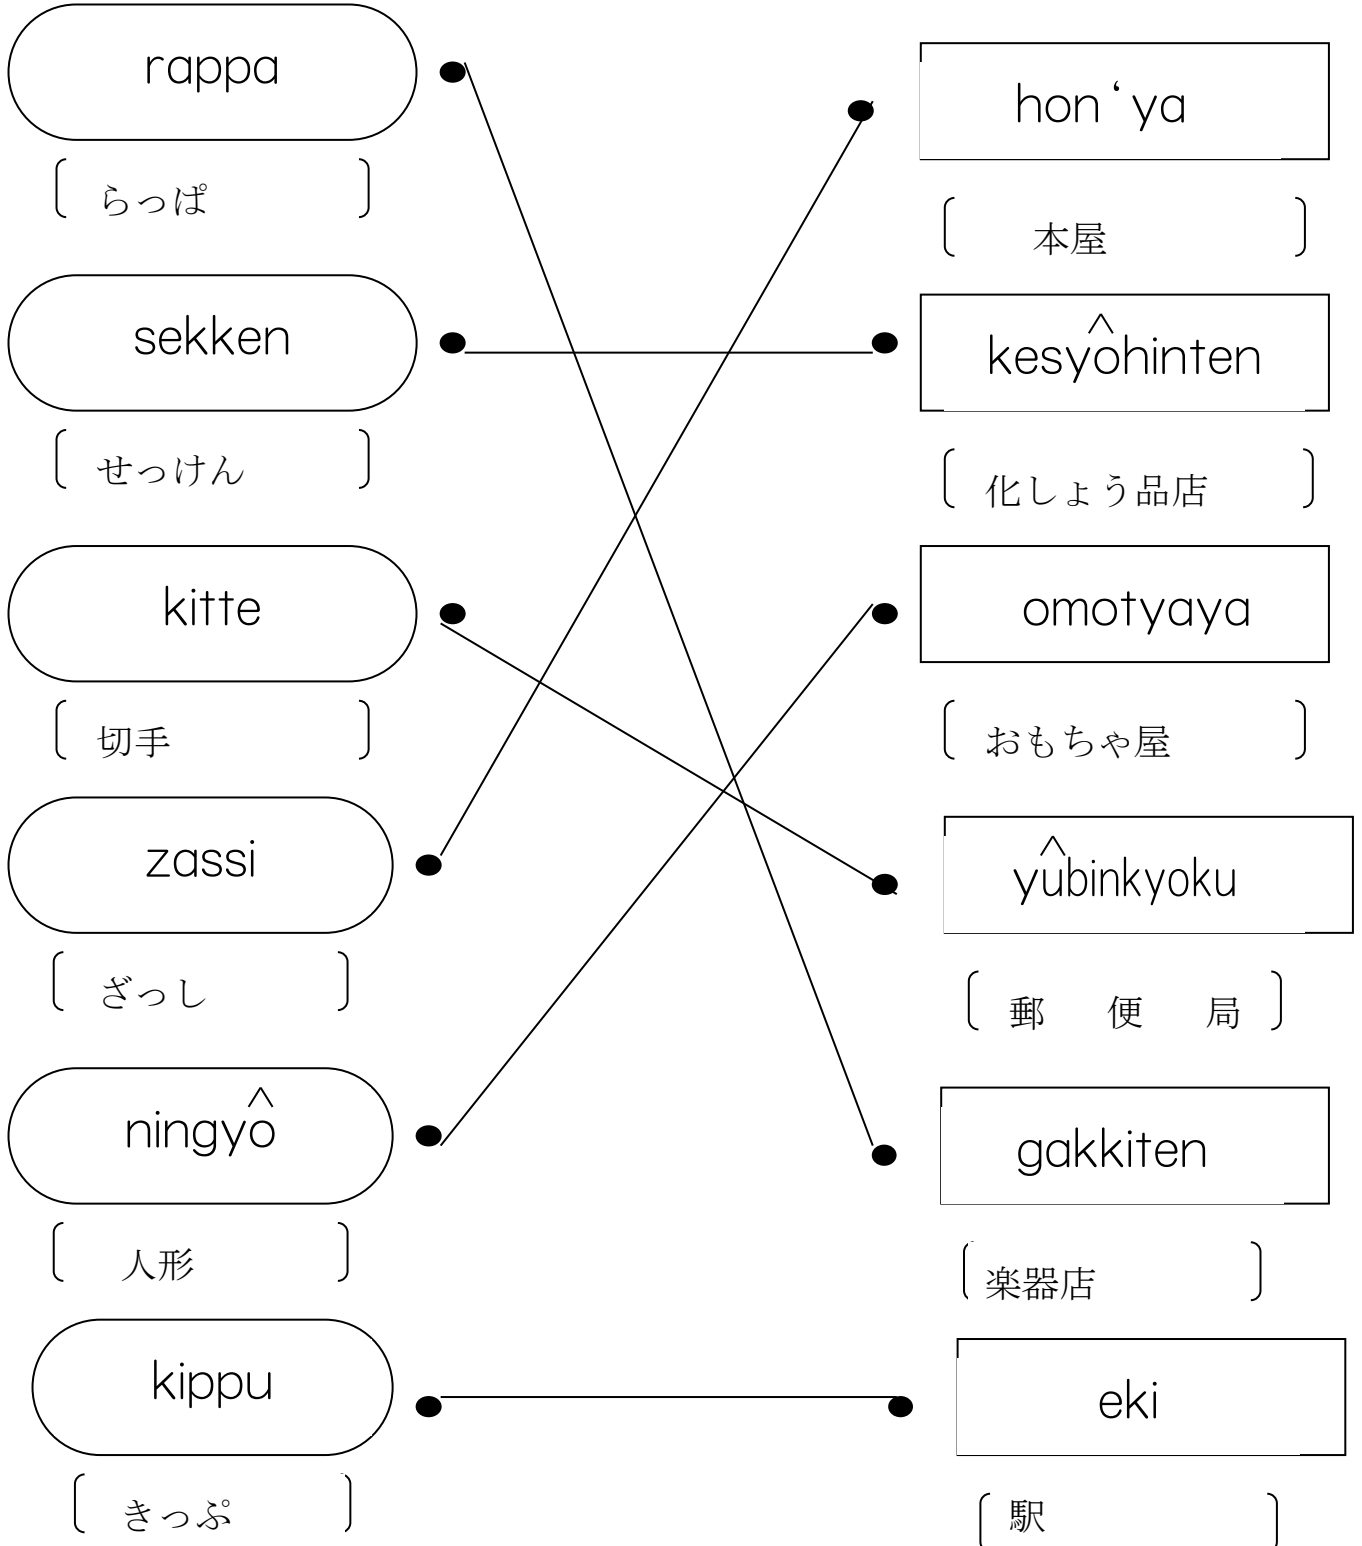 rappa
らっぱ
sekken
せっけん
kitte
切手
zassi
ざっし
ningyô
人形
kippu
きっぷ
hon‘ya
本屋
kesyôhinten
化しょう品店
omotyaya
おもちゃ屋
yûbinkyoku
郵 便 局
gakkiten
楽器店
eki
駅